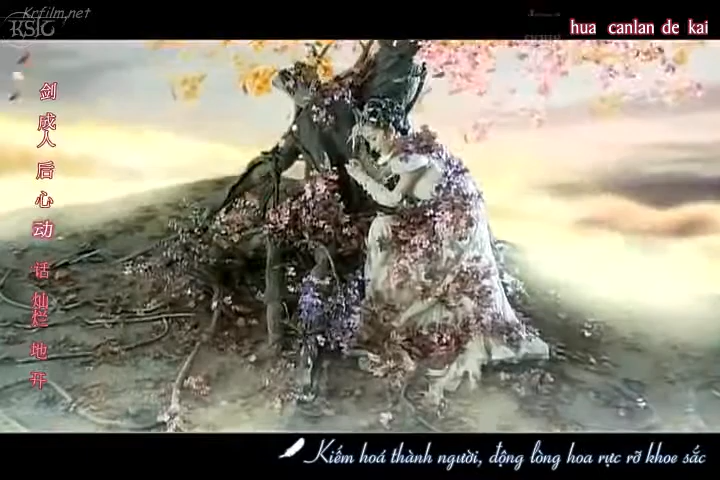 Krfilm.net
KSIC
hua canlan de kai
剑成人后心动话灿烂地开
Kiếm hoá thành người, động lòng hoa rực rỡ khoe sắc